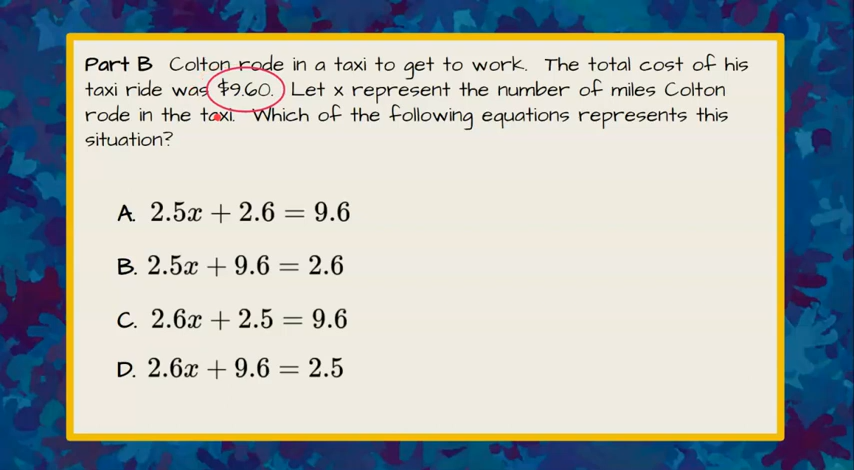 Part B Colton rode in a taxi to get to work. The total cost of his
taxi ride was $9.60. Let x represent the number of miles Colton
rode in the taxi. Which of the following equations represents this
situation?
A. 2.5x + 2.6 = 9.6
B. 2.5x + 9.6 = 2.6
C. 2.6x + 2.5 = 9.6
D. 2.6x + 9.6 = 2.5